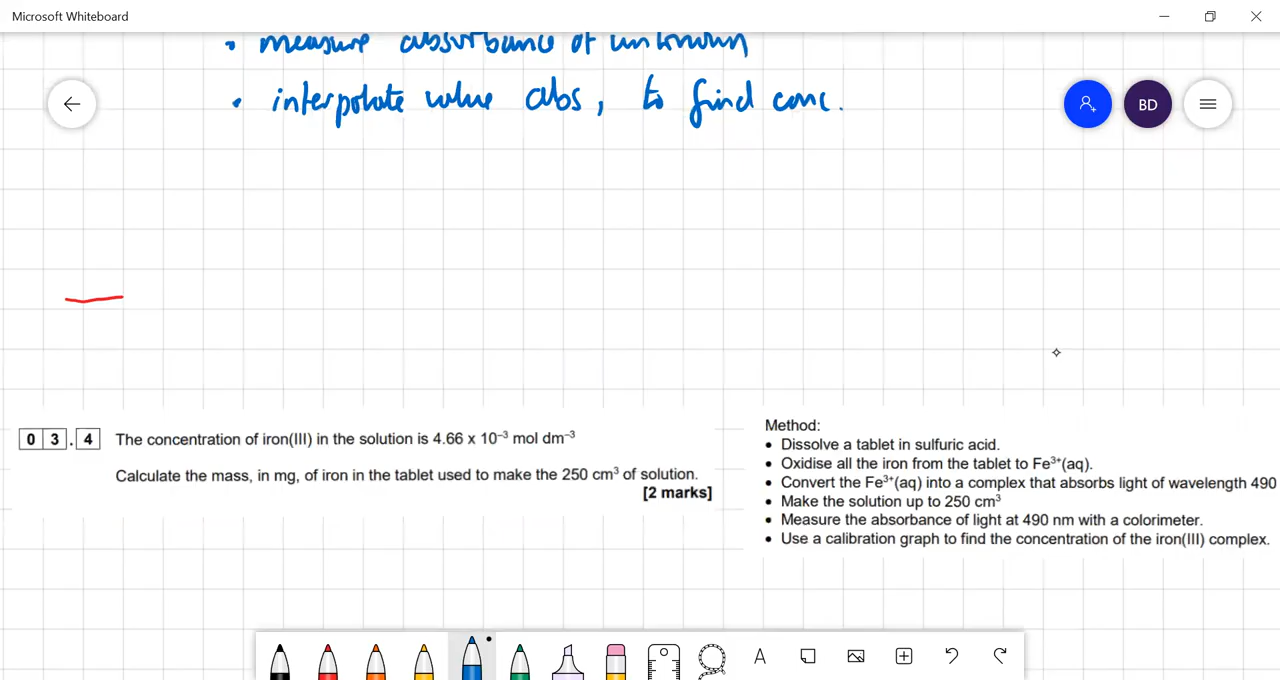 Microsoft Whiteboard
• measure absorbance of unknown
• interpolate value abs, to find conc.
BD
03.4 The concentration of iron(III) in the solution is 4.66 x 10⁻³ mol dm⁻³
Calculate the mass, in mg, of iron in the tablet used to make the 250 cm³ of solution.
[2 marks]
Method:
• Dissolve a tablet in sulfuric acid.
• Oxidise all the iron from the tablet to Fe³⁺(aq).
• Convert the Fe³⁺(aq) into a complex that absorbs light of wavelength 490
• Make the solution up to 250 cm³
• Measure the absorbance of light at 490 nm with a colorimeter.
• Use a calibration graph to find the concentration of the iron(III) complex.
A